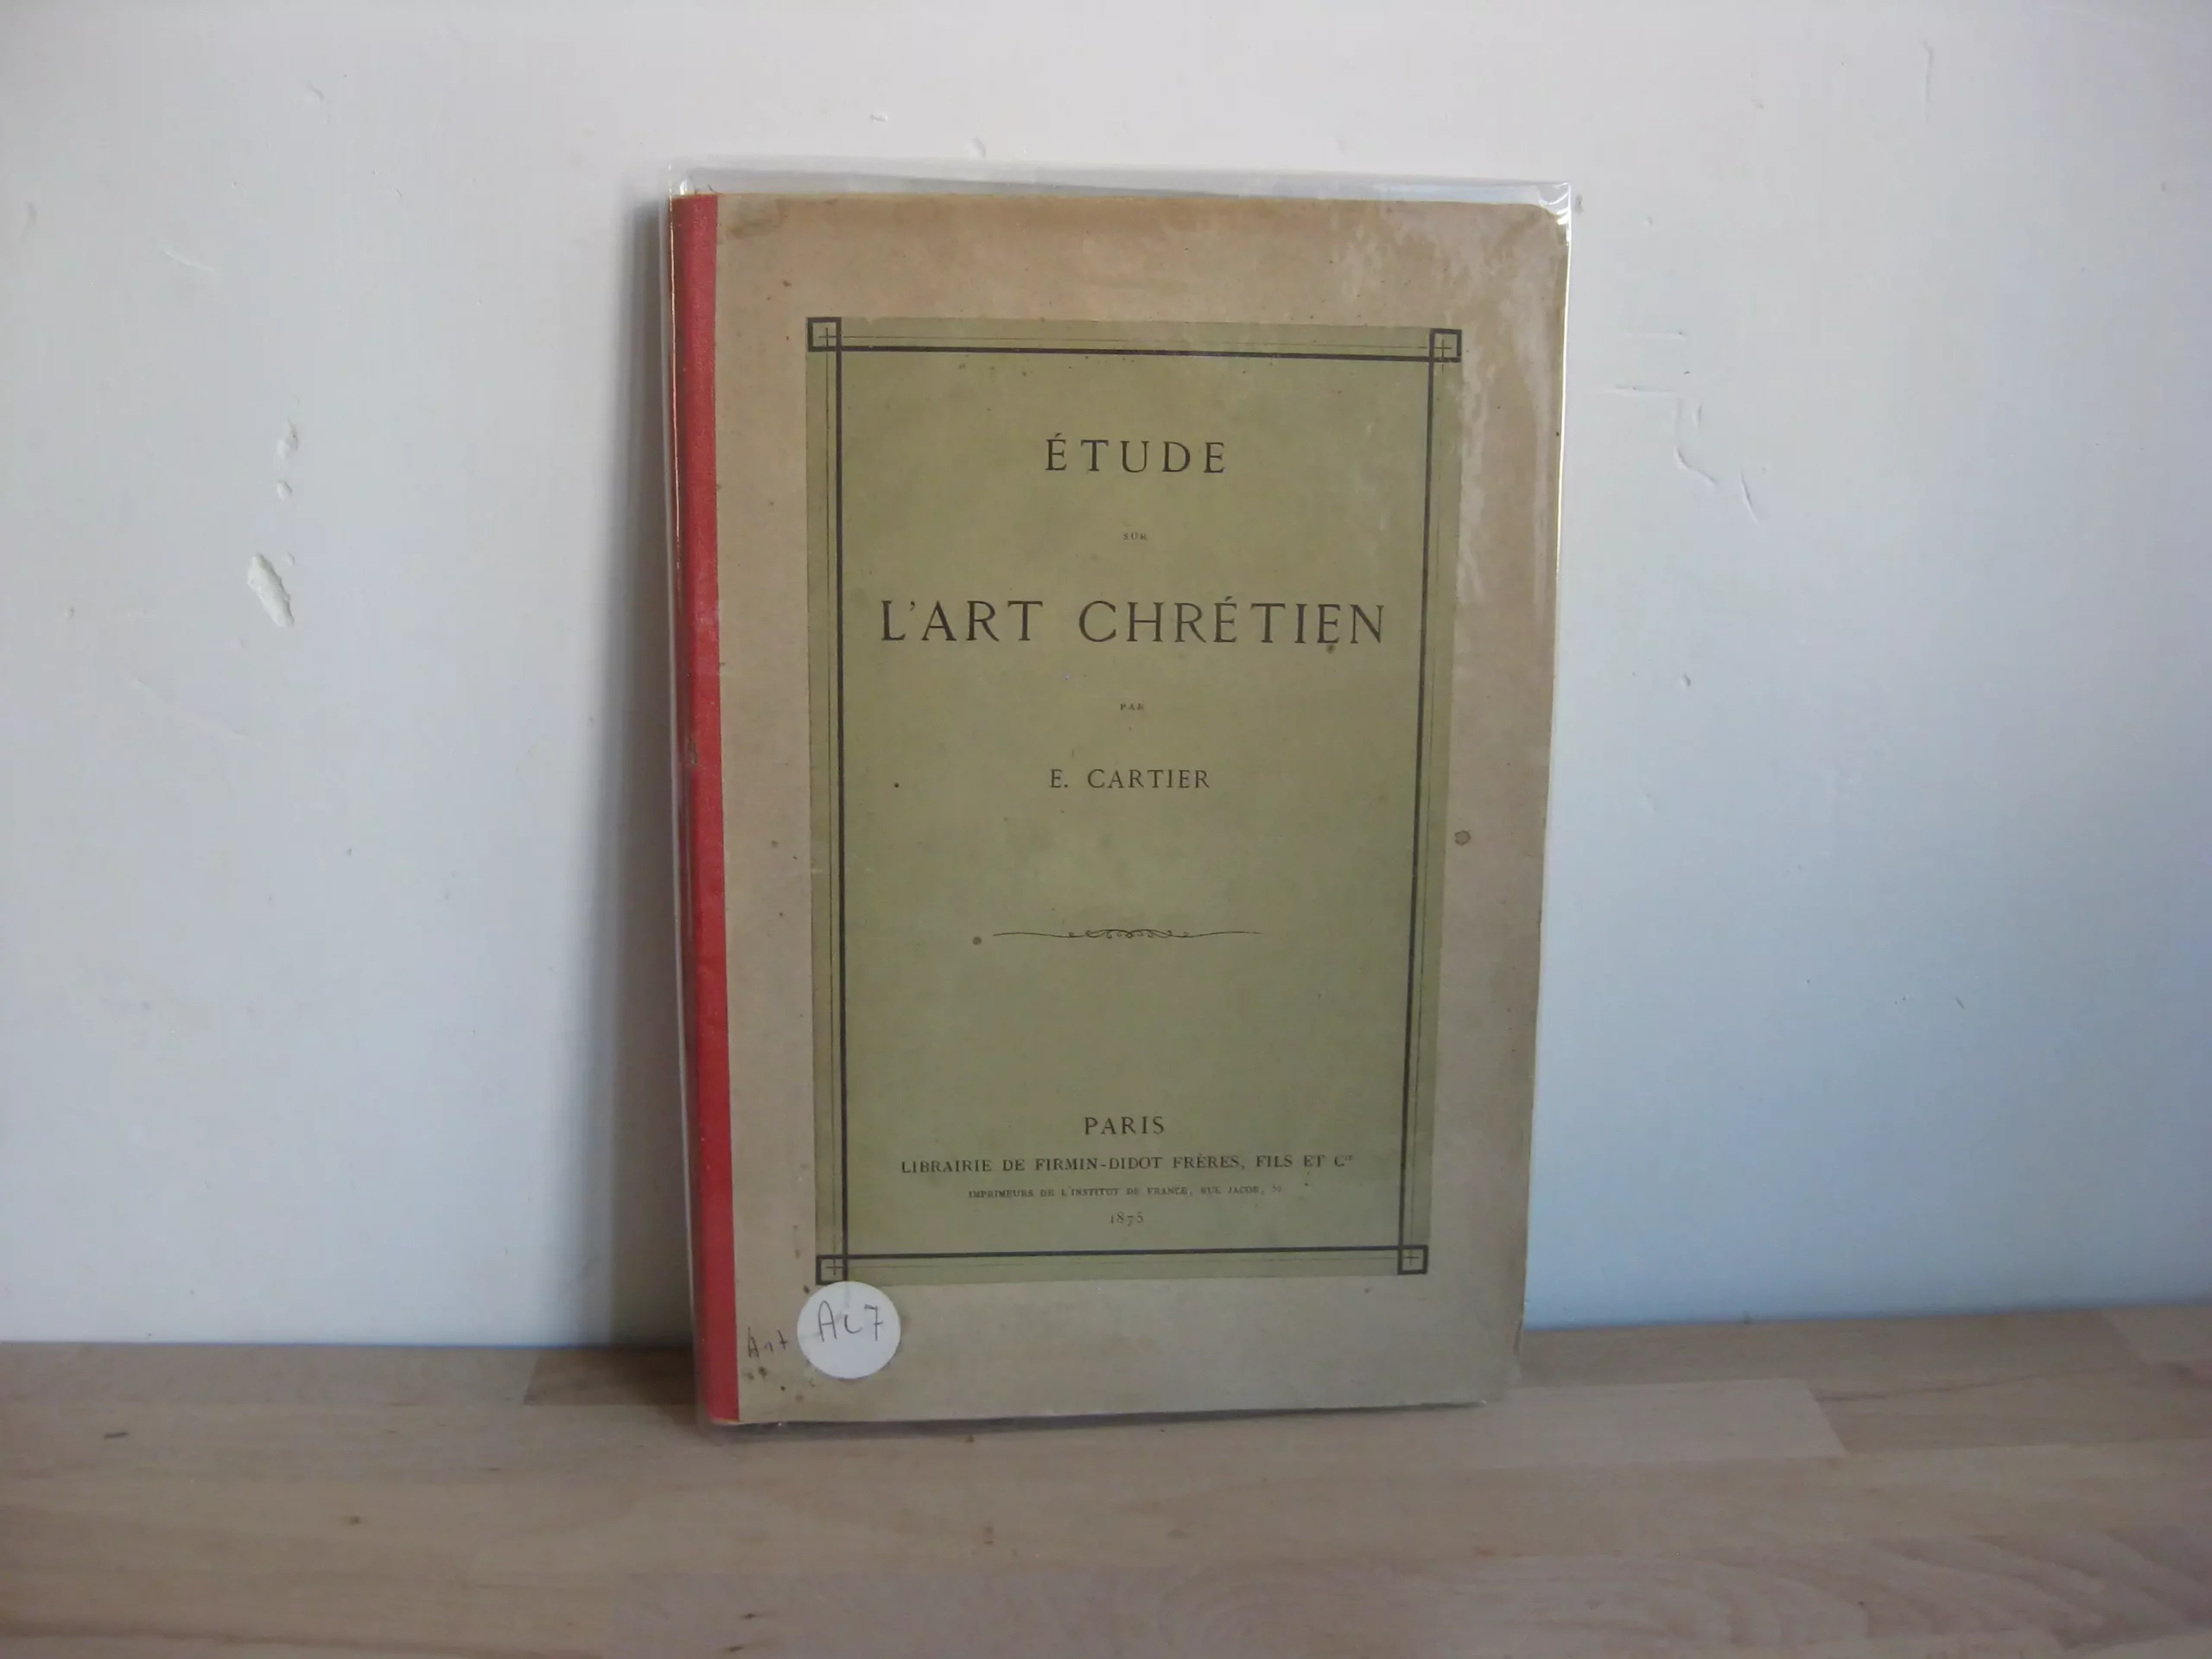 ÉTUDE
SUR
L'ART CHRÉTIEN
PAR
E. CARTIER
PARIS
LIBRAIRIE DE FIRMIN-DIDOT FRÈRES, FILS ET Cie
IMPRIMEURS DE L'INSTITUT DE FRANCE, RUE JACOB, 56
1875
Art